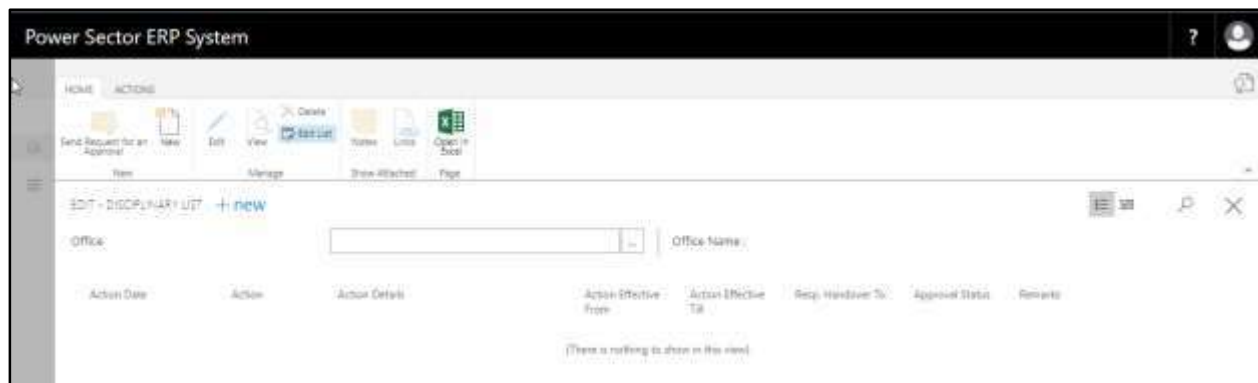 Power Sector ERP System ?
HOME ACTIONS
Send Request for an Approval New Edit View Delete Edit List Notes Links Open in Excel
New Manage Show Attached Page
EDIT - DISCIPLINARY LIST + new
Office ... Office Name :
Action Date Action Action Details Action Effective From Action Effective Till Resp. Handover To Approval Status Remarks
(There is nothing to show in this view)